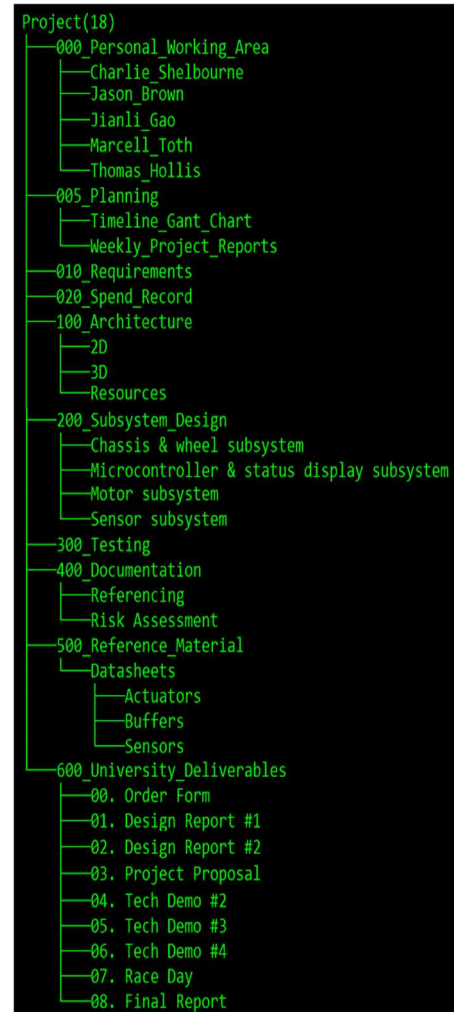 Project(18)
000_Personal_Working_Area
Charlie_Shelbourne
Jason_Brown
Jianli_Gao
Marcell_Toth
Thomas_Hollis
005_Planning
Timeline_Gant_Chart
Weekly_Project_Reports
010_Requirements
020_Spend_Record
100_Architecture
2D
3D
Resources
200_Subsystem_Design
Chassis & wheel subsystem
Microcontroller & status display subsystem
Motor subsystem
Sensor subsystem
300_Testing
400_Documentation
Referencing
Risk Assessment
500_Reference_Material
Datasheets
Actuators
Buffers
Sensors
600_University_Deliverables
00. Order Form
01. Design Report #1
02. Design Report #2
03. Project Proposal
04. Tech Demo #2
05. Tech Demo #3
06. Tech Demo #4
07. Race Day
08. Final Report